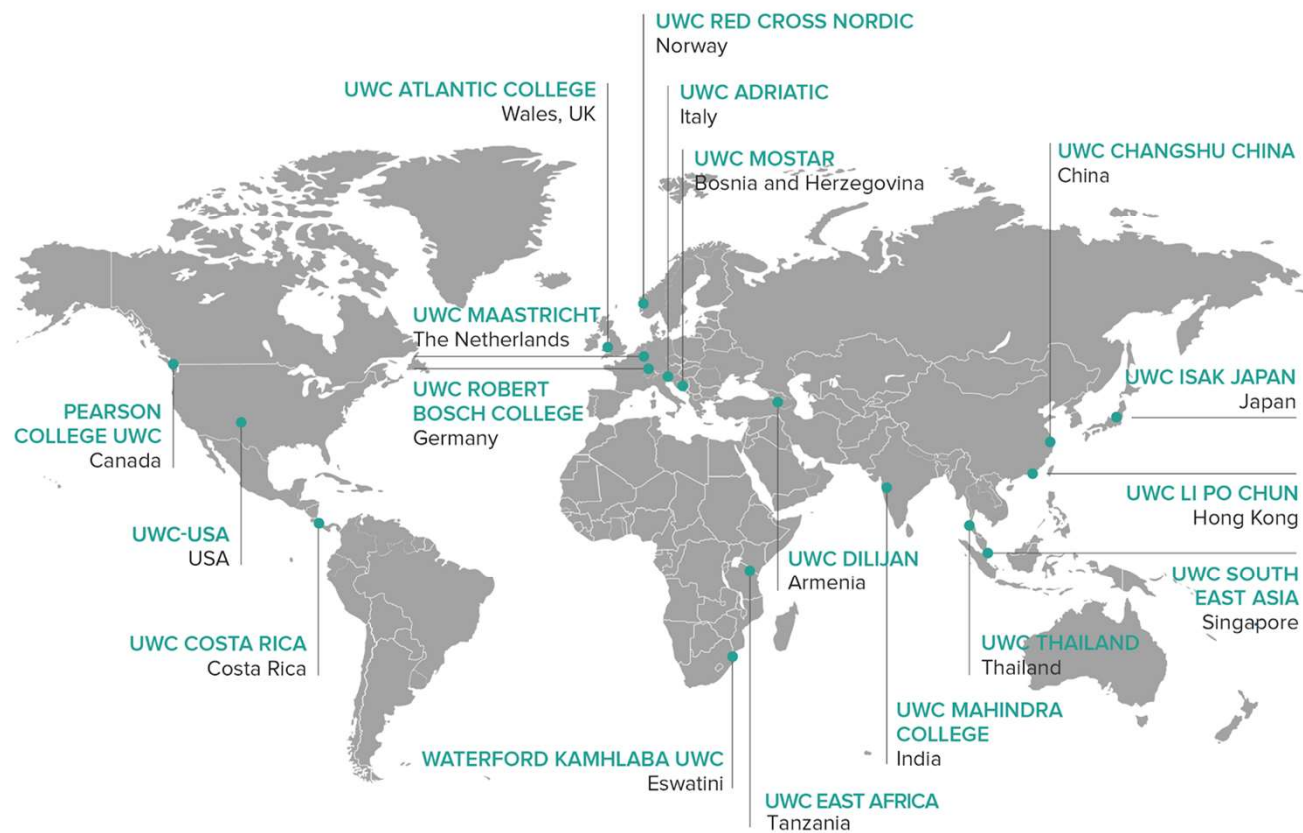 UWC RED CROSS NORDIC
Norway
UWC ATLANTIC COLLEGE
Wales, UK
UWC ADRIATIC
Italy
UWC MOSTAR
Bosnia and Herzegovina
UWC CHANGSHU CHINA
China
UWC MAASTRICHT
The Netherlands
UWC ROBERT
BOSCH COLLEGE
Germany
UWC ISAK JAPAN
Japan
PEARSON
COLLEGE UWC
Canada
UWC LI PO CHUN
Hong Kong
UWC-USA
USA
UWC DILIJAN
Armenia
UWC SOUTH
EAST ASIA
Singapore
UWC COSTA RICA
Costa Rica
UWC THAILAND
Thailand
UWC MAHINDRA
COLLEGE
India
WATERFORD KAMHLABA UWC
Eswatini
UWC EAST AFRICA
Tanzania